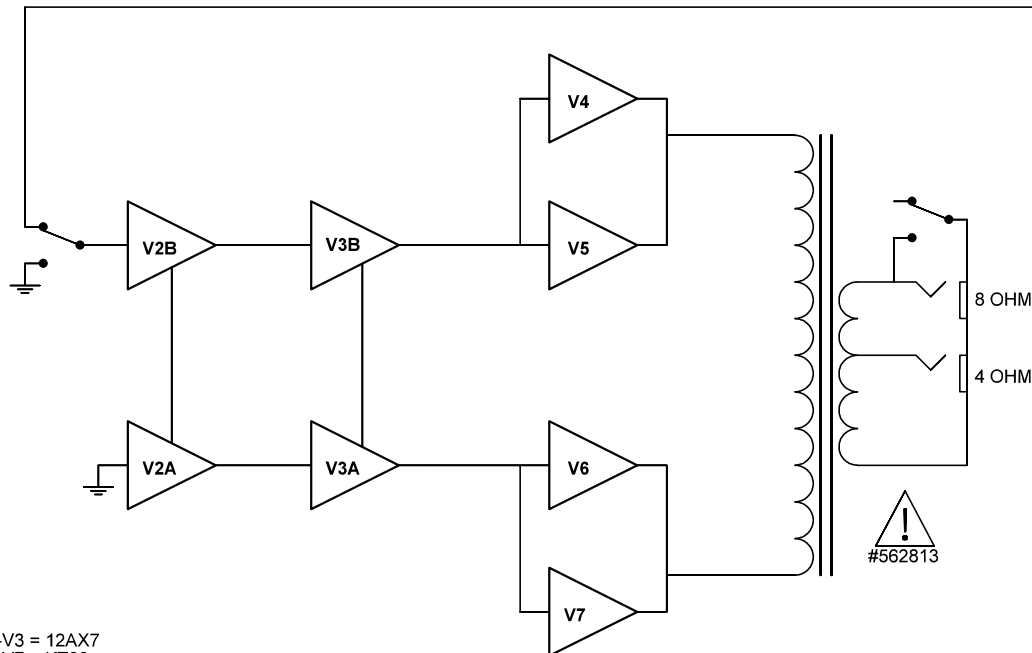 V4
V2B
V3B
V5
8 OHM
4 OHM
V2A
V3A
V6
!
#562813
V7
-V3 = 12AX7